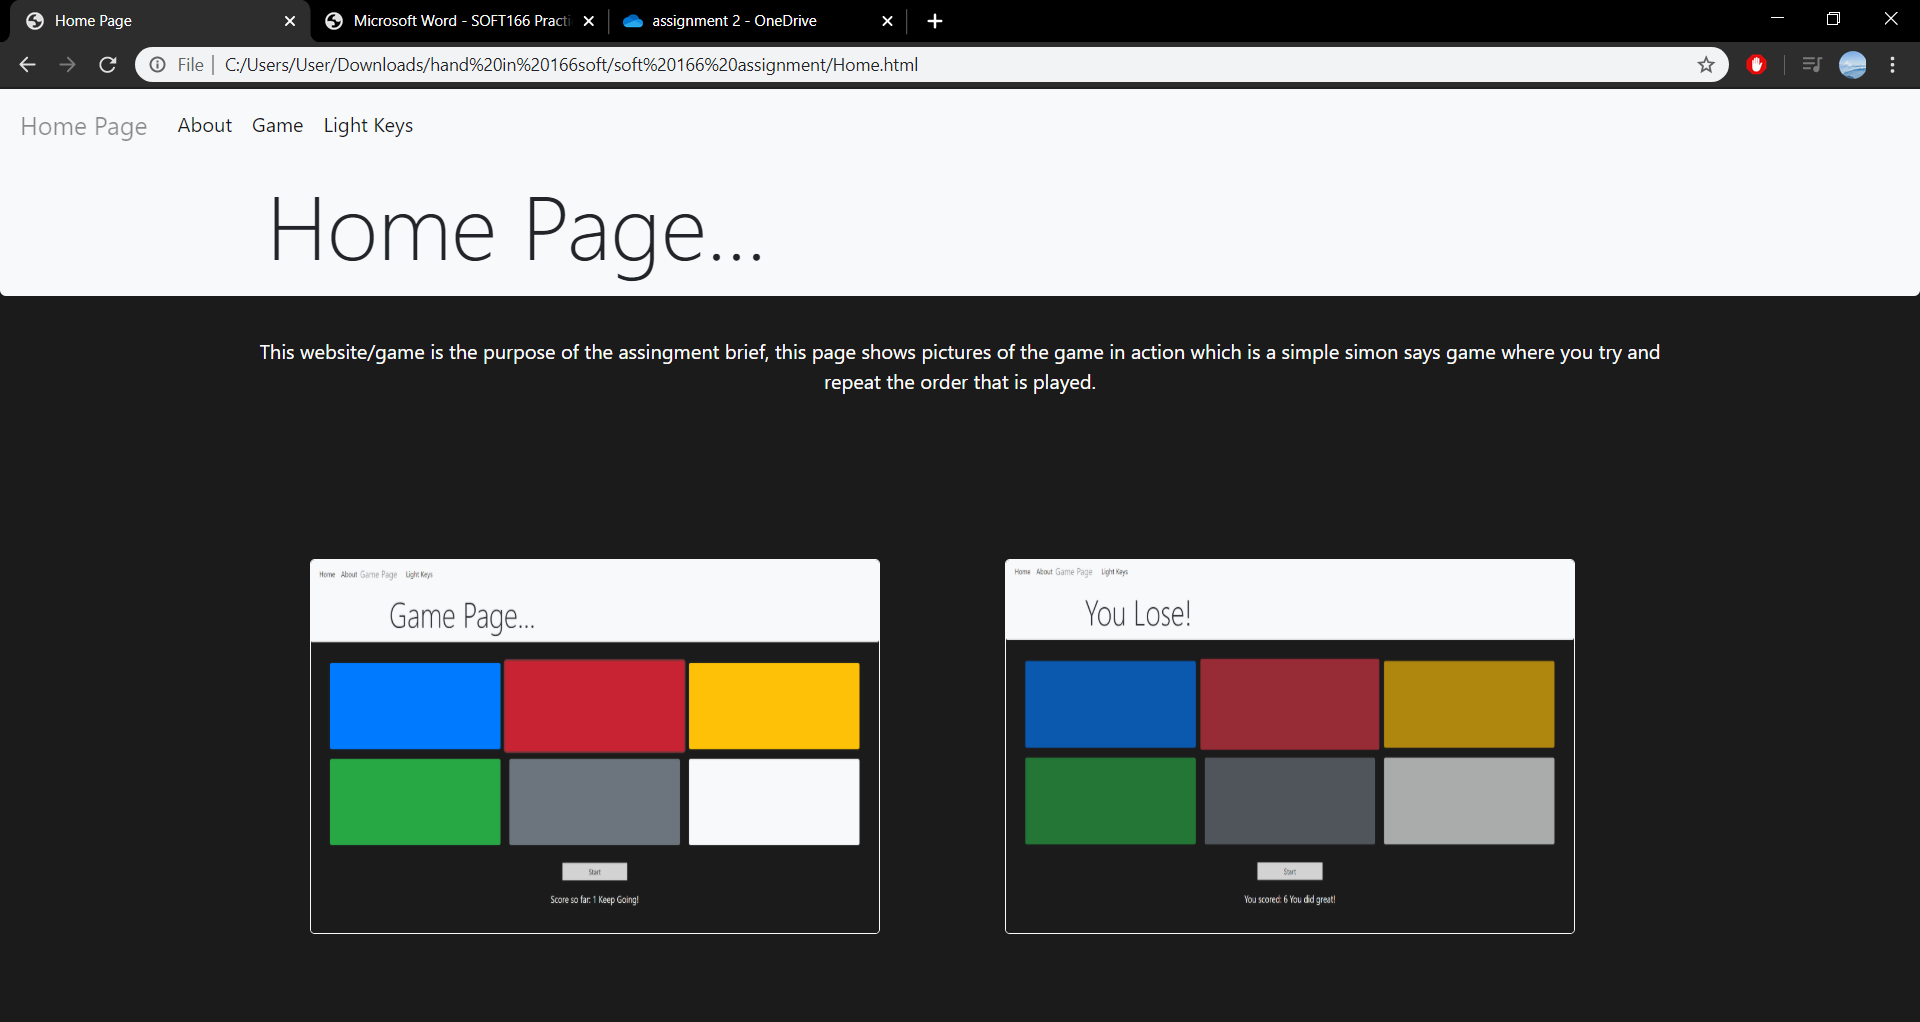 Home Page
Microsoft Word - SOFT166 Practi
assignment 2 - OneDrive
File
C:/Users/User/Downloads/hand%20in%20166soft/soft%20166%20assignment/Home.html
Home Page About Game Light Keys
Home Page...
This website/game is the purpose of the assingment brief, this page shows pictures of the game in action which is a simple simon says game where you try and
repeat the order that is played.
Home About Game Page Light Keys
Game Page...
Start
Score so far: 1 Keep Going!
Home About Game Page Light Keys
You Lose!
Start
You scored: 6 You did great!